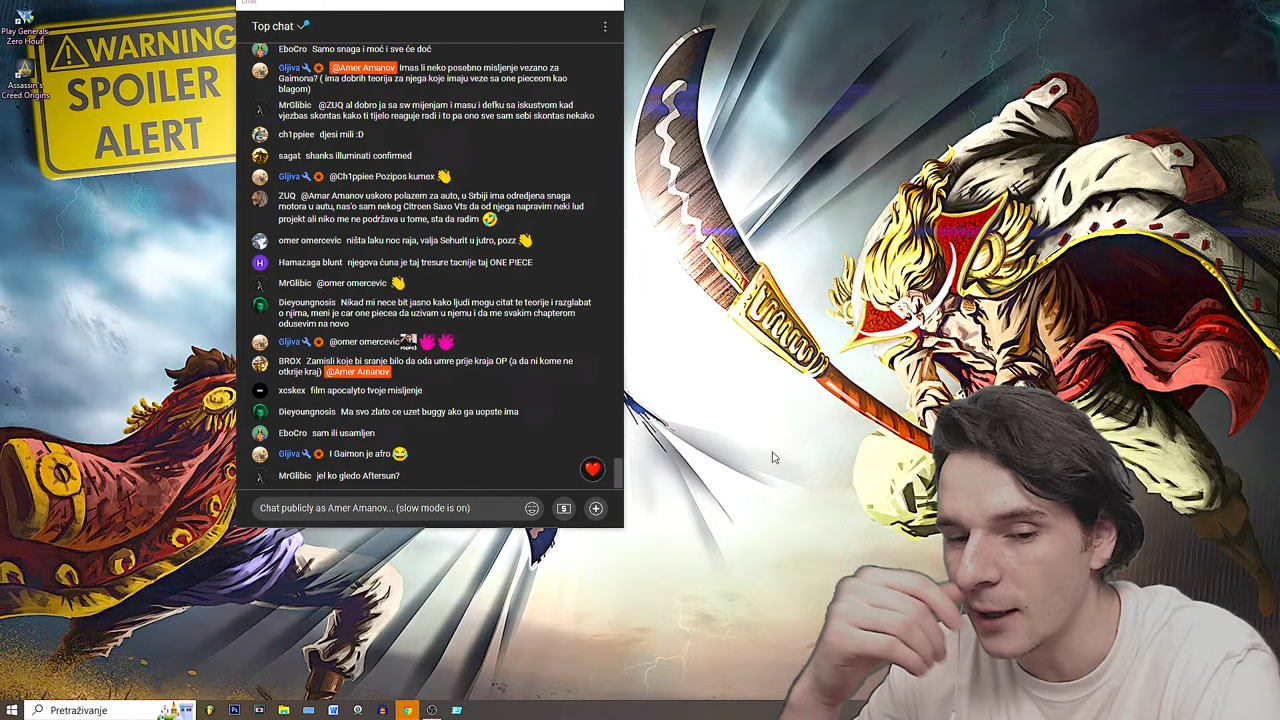 chat
Play Generals
Zero Hour
Assassin's
Creed Origins
WARNING
SPOILER
ALERT
Top chat
EboCro Samo snaga i moć i sve će doć
Gljiva @Amer Amanov Imas li neko posebno misljenje vezano za
Gaimona? ( ima dobrih teorija za njega koje imaju veze sa one pieceom kao
blagom)
MrGlibic @ZUQ al dobro ja sa sw mijenjam i masu i defku sa iskustvom kad
vjezbas skontas kako ti tijelo reaguje radi i to pa ono sve sam sebi skontas nekako
ch1ppiee djesi mili :D
sagat shanks illuminati confirmed
Gljiva @Ch1ppiee Pozipos kumex 👋
ZUQ @Amar Amanov uskoro polazem za auto, u Srbiji ima odredjena snaga
motora u autu, nas'o sam nekog Citroen Saxo Vts da od njega napravim neki lud
projekt ali niko me ne podržava u tome, sta da radim 🤣
omer omercevic ništa laku noc raja, valja Sehurit u jutro, pozz 👋
H Hamazaga blunt njegova ćuna je taj tresure tacnije taj ONE PIECE
MrGlibic @omer omercevic 👋
Dieyoungnosis Nikad mi nece bit jasno kako ljudi mogu citat te teorije i razglabat
o njima, meni je car one piecea da uzivam u njemu i da me svakim chapterom
odusevim na novo
Gljiva @omer omercevic
BROX Zamisli koje bi sranje bilo da oda umre prije kraja OP (a da ni kome ne
otkrije kraj) @Amer Amanov
xcskex film apocalyto tvoje misljenje
Dieyoungnosis Ma svo zlato ce uzet buggy ako ga uopste ima
EboCro sam ili usamljen
Gljiva I Gaimon je afro 😂
MrGlibic jel ko gledo Aftersun?
Chat publicly as Amer Amanov... (slow mode is on)
Pretraživanje